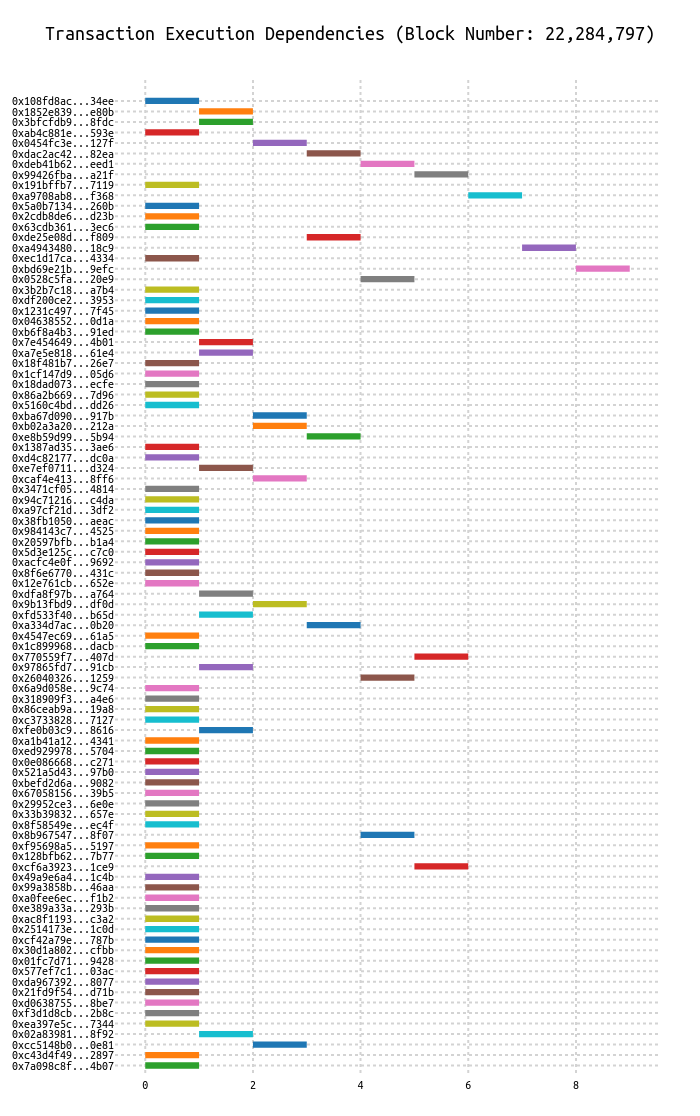 Transaction Execution Dependencies (Block Number: 22,284,797)
0x108fd8ac...34ee
0x1852e839...e80b
0x3bfcfdb9...8fdc
0xab4c881e...593e
0x0454fc3e...127f
0xdac2ac42...82ea
0xdeb41b62...eed1
0x99426fba...a21f
0x191bffb7...7119
0xa9708ab8...f368
0x5a0b7134...260b
0x2cdb8de6...d23b
0x63cdb361...3ec6
0xde25e08d...f809
0xa4943480...18c9
0xec1d17ca...4334
0xbd69e21b...9efc
0x0528c5fa...20e9
0x3b2b7c18...a7b4
0xdf200ce2...3953
0x1231c497...7f45
0x04638552...0d1a
0xb6f8a4b3...91ed
0x7e454649...4b01
0xa7e5e818...61e4
0x18f481b7...26e7
0x1cf147d9...05d6
0x18dad073...ecfe
0x86a2b669...7d96
0x5160c4bd...dd26
0xba67d090...917b
0xb02a3a20...212a
0xe8b59d99...5b94
0x1387ad35...3ae6
0xd4c82177...dc0a
0xe7ef0711...d324
0xcaf4e413...8ff6
0x3471cf05...4814
0x94c71216...c4da
0xa97cf21d...3df2
0x38fb1050...aeac
0x984143c7...4525
0x20597bfb...b1a4
0x5d3e125c...c7c0
0xacfc4e0f...9692
0x8f6e6770...431c
0x12e761cb...652e
0xdfa8f97b...a764
0x9b13fbd9...df0d
0xfd533f40...b65d
0xa334d7ac...0b20
0x4547ec69...61a5
0x1c899968...dacb
0x770559f7...407d
0x97865fd7...91cb
0x26040326...1259
0x6a9d058e...9c74
0x318909f3...a4e6
0x86ceab9a...19a8
0xc3733828...7127
0xfe0b03c9...8616
0xa1b41a12...4341
0xed929978...5704
0x0e086668...c271
0x521a5d43...97b0
0xbefd2d6a...9082
0x67058156...39b5
0x29952ce3...6e0e
0x33b39832...657e
0x8f58549e...ec4f
0x8b967547...8f07
0xf95698a5...5197
0x128bfb62...7b77
0xcf6a3923...1ce9
0x49a9e6a4...1c4b
0x99a3858b...46aa
0xa0fee6ec...f1b2
0xe389a33a...293b
0xac8f1193...c3a2
0x2514173e...1c0d
0xcf42a79e...787b
0x30d1a802...cfbb
0x01fc7d71...9428
0x577ef7c1...03ac
0xda967392...8077
0x21fd9f54...d71b
0xd0638755...8be7
0xf3d1d8cb...2b8c
0xea397e5c...7344
0x02a83981...8f92
0xcc5148b0...0e81
0xc43d4f49...2897
0x7a098c8f...4b07
0 2 4 6 8